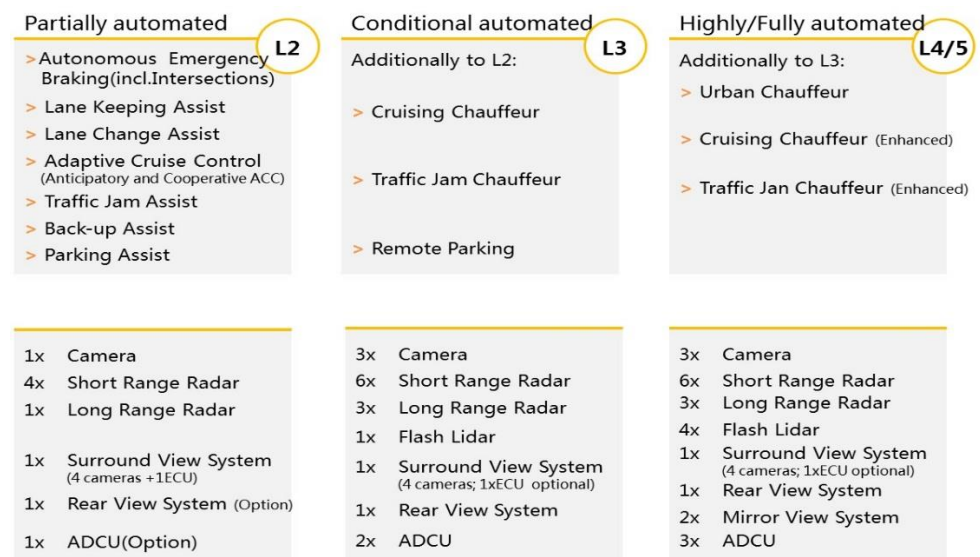 Partially automated
L2
>Autonomous Emergency
Braking(incl.Intersections)
> Lane Keeping Assist
> Lane Change Assist
> Adaptive Cruise Control
(Anticipatory and Cooperative ACC)
> Traffic Jam Assist
> Back-up Assist
> Parking Assist
Conditional automated
L3
Additionally to L2:
> Cruising Chauffeur
> Traffic Jam Chauffeur
> Remote Parking
Highly/Fully automated
L4/5
Additionally to L3:
> Urban Chauffeur
> Cruising Chauffeur (Enhanced)
> Traffic Jan Chauffeur (Enhanced)
1x Camera
4x Short Range Radar
1x Long Range Radar
1x Surround View System
(4 cameras +1ECU)
1x Rear View System (Option)
1x ADCU(Option)
3x Camera
6x Short Range Radar
3x Long Range Radar
1x Flash Lidar
1x Surround View System
(4 cameras; 1xECU optional)
1x Rear View System
2x ADCU
3x Camera
6x Short Range Radar
3x Long Range Radar
4x Flash Lidar
1x Surround View System
(4 cameras; 1xECU optional)
1x Rear View System
2x Mirror View System
3x ADCU